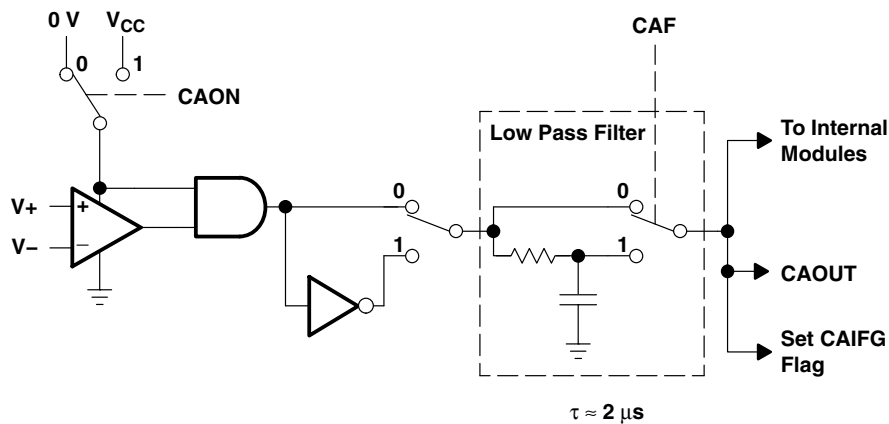 0 V
V_CC
0
1
CAON
V+
+
V−
−
0
1
CAF
Low Pass Filter
0
1
To Internal
Modules
CAOUT
Set CAIFG
Flag
τ ≈ 2 μs